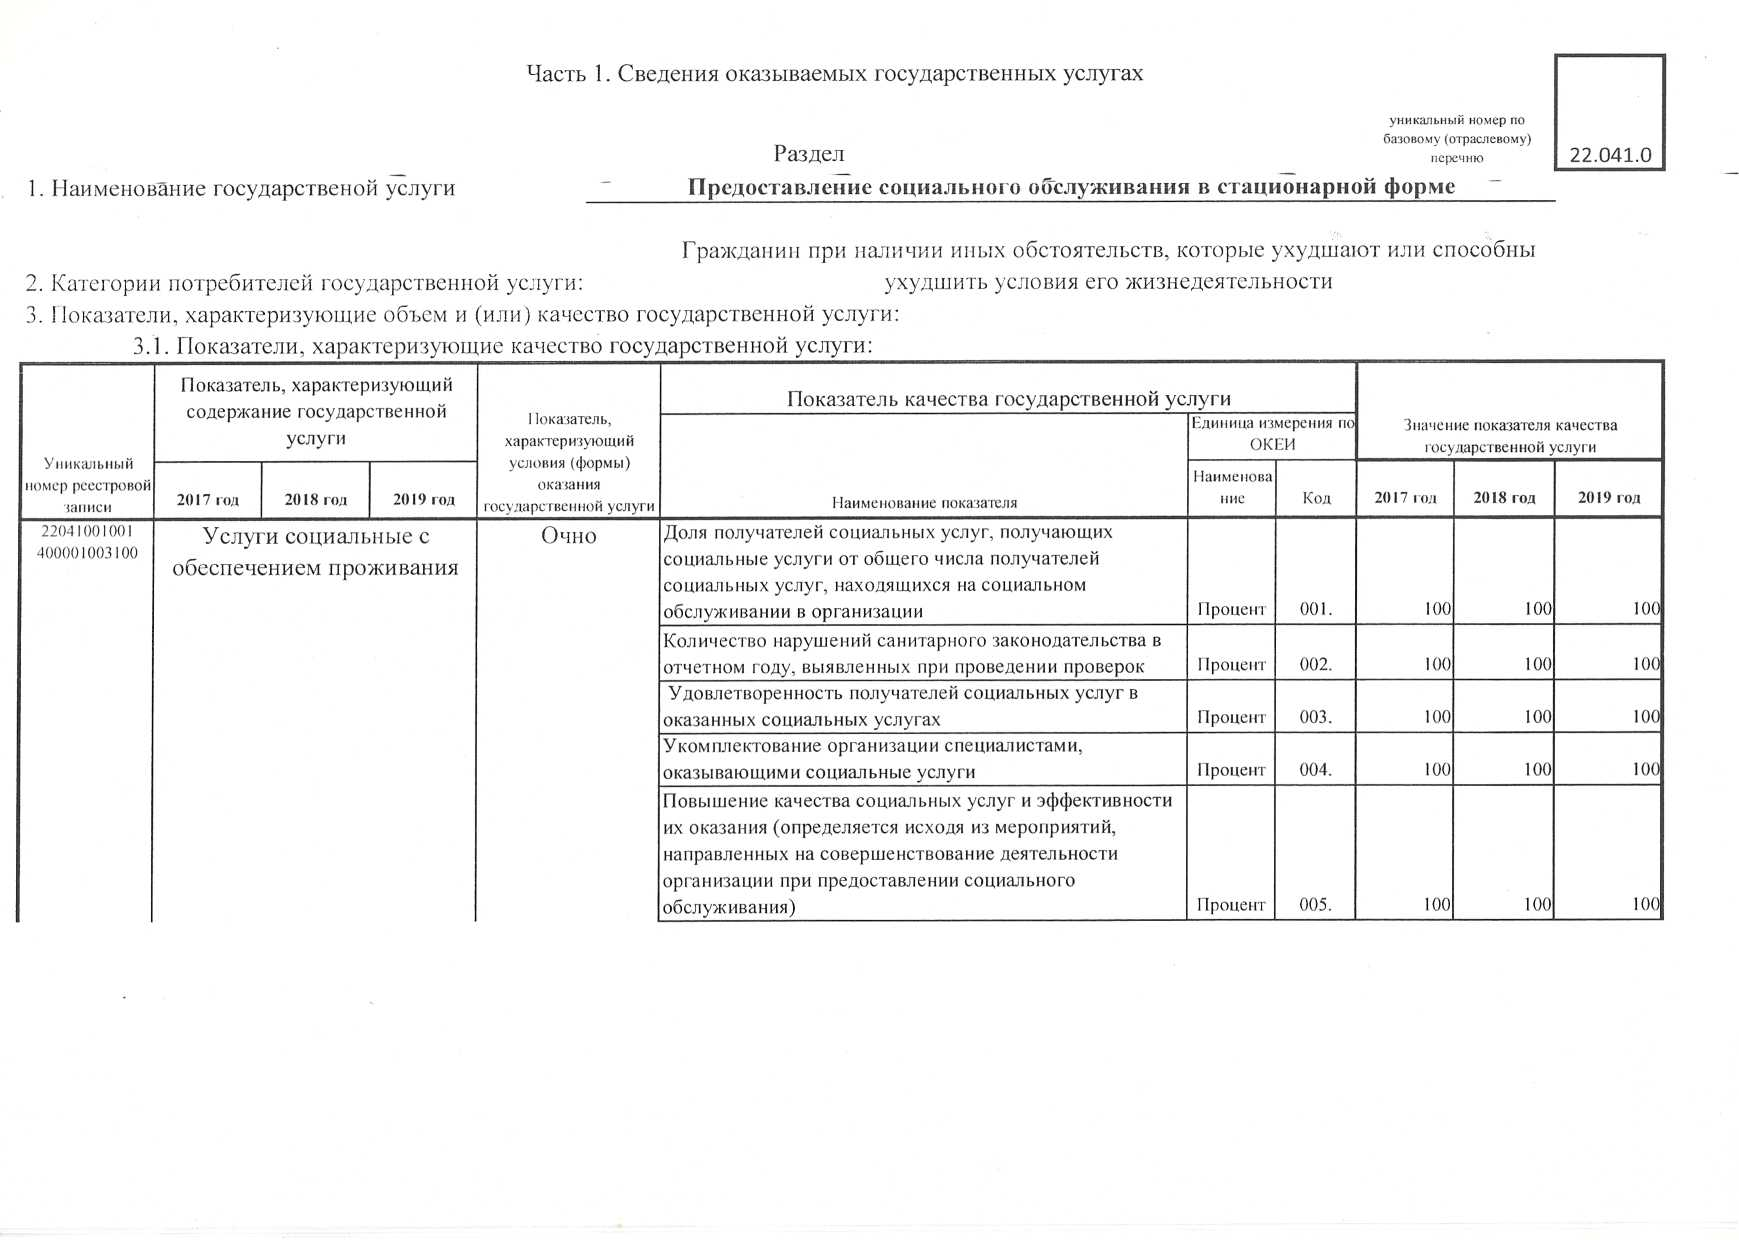 Часть 1. Сведения оказываемых государственных услугах
уникальный номер по
базовому (отраслевому)
перечню
22.041.0
Раздел
1. Наименование государственой услуги
Предоставление социального обслуживания в стационарной форме
Гражданин при наличии иных обстоятельств, которые ухудшают или способны
2. Категории потребителей государственной услуги:
ухудшить условия его жизнедеятельности
3. Показатели, характеризующие объем и (или) качество государственной услуги:
3.1. Показатели, характеризующие качество государственной услуги:
Уникальный
номер реестровой
записи
Показатель, характеризующий
содержание государственной
услуги
2017 год
2018 год
2019 год
Показатель,
характеризующий
условия (формы)
оказания
государственной услуги
Показатель качества государственной услуги
Наименование показателя
Единица измерения по
ОКЕИ
Наименова
ние
Код
Значение показателя качества
государственной услуги
2017 год
2018 год
2019 год
22041001001
400001003100
Услуги социальные с
обеспечением проживания
Очно
Доля получателей социальных услуг, получающих
социальные услуги от общего числа получателей
социальных услуг, находящихся на социальном
обслуживании в организации
Процент
001.
100
100
100
Количество нарушений санитарного законодательства в
отчетном году, выявленных при проведении проверок
Процент
002.
100
100
100
Удовлетворенность получателей социальных услуг в
оказанных социальных услугах
Процент
003.
100
100
100
Укомплектование организации специалистами,
оказывающими социальные услуги
Процент
004.
100
100
100
Повышение качества социальных услуг и эффективности
их оказания (определяется исходя из мероприятий,
направленных на совершенствование деятельности
организации при предоставлении социального
обслуживания)
Процент
005.
100
100
100